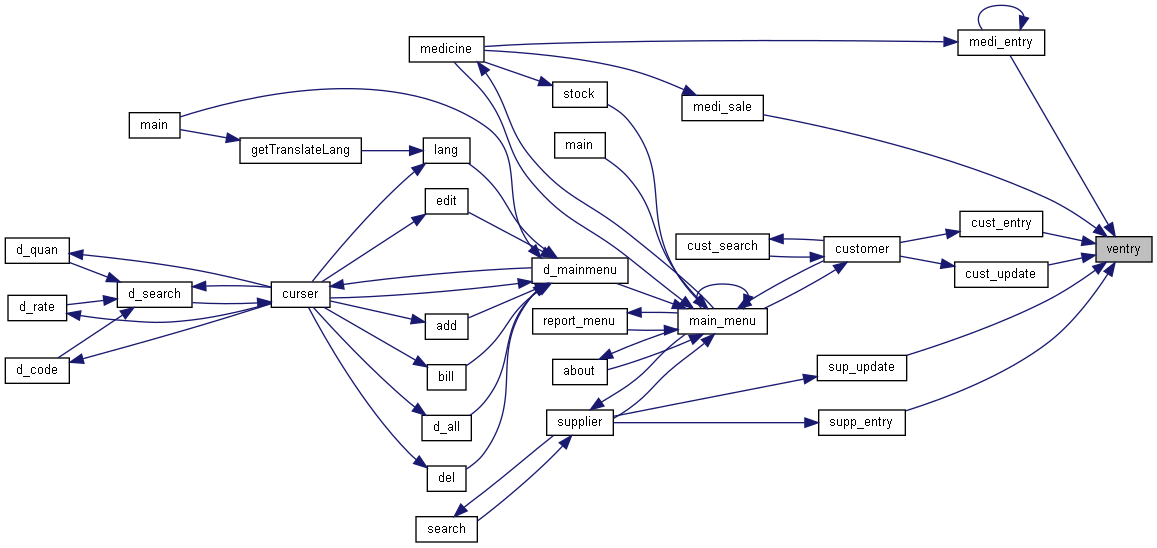 medi_entry
medicine
stock
medi_sale
main
main
getTranslateLang
lang
edit
cust_entry
d_quan
cust_search
customer
ventry
d_mainmenu
cust_update
d_search
curser
d_rate
add
report_menu
main_menu
d_code
bill
about
sup_update
d_all
supplier
supp_entry
del
search